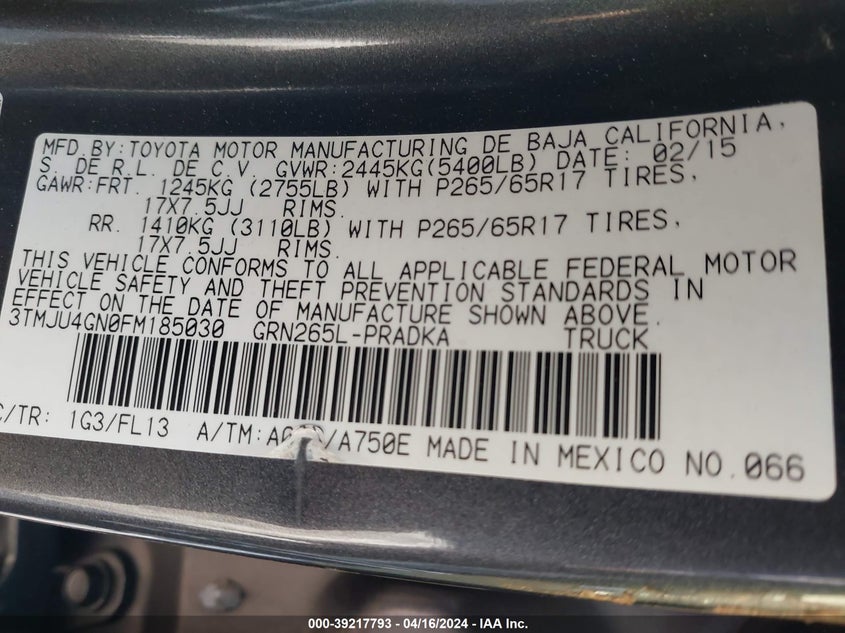 MFD.BY:TOYOTA MOTOR MANUFACTURING DE BAJA CALIFORNIA,
S. DE R.L. DE C.V. GVWR:2445KG(5400LB) DATE: 02/15
GAWR:FRT. 1245KG (2755LB) WITH P265/65R17 TIRES,
17X7.5JJ RIMS.
RR. 1410KG (3110LB) WITH P265/65R17 TIRES,
17X7.5JJ RIMS.
THIS VEHICLE CONFORMS TO ALL APPLICABLE FEDERAL MOTOR
VEHICLE SAFETY AND THEFT PREVENTION STANDARDS IN
EFFECT ON THE DATE OF MANUFACTURE SHOWN ABOVE.
3TMJU4GN0FM185030 GRN265L-PRADKA TRUCK
C/TR: 1G3/FL13 A/TM: /A750E MADE IN MEXICO NO.066
000-39217793 - 04/16/2024 - IAA Inc.